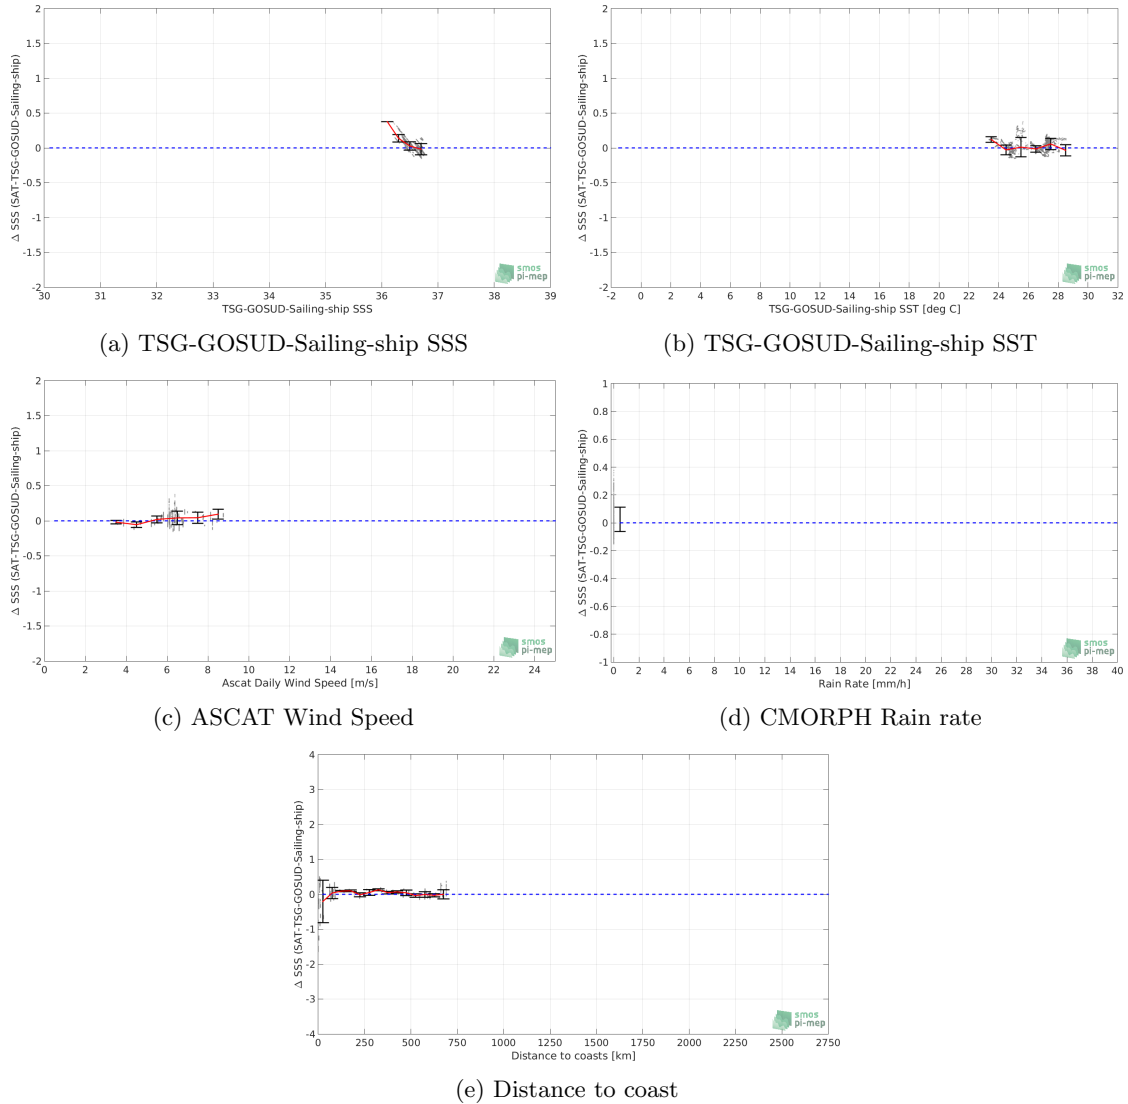 2
1.5
1
0.5
0
-0.5
-1
-1.5
-2
Δ SSS (SAT-TSG-GOSUD-Sailing-ship)
30 31 32 33 34 35 36 37 38 39
TSG-GOSUD-Sailing-ship SSS
smos
pi-mep
(a) TSG-GOSUD-Sailing-ship SSS
2
1.5
1
0.5
0
-0.5
-1
-1.5
-2
Δ SSS (SAT-TSG-GOSUD-Sailing-ship)
-2 0 2 4 6 8 10 12 14 16 18 20 22 24 26 28 30 32
TSG-GOSUD-Sailing-ship SST [deg C]
smos
pi-mep
(b) TSG-GOSUD-Sailing-ship SST
2
1.5
1
0.5
0
-0.5
-1
-1.5
-2
Δ SSS (SAT-TSG-GOSUD-Sailing-ship)
0 2 4 6 8 10 12 14 16 18 20 22 24
Ascat Daily Wind Speed [m/s]
smos
pi-mep
(c) ASCAT Wind Speed
1
0.8
0.6
0.4
0.2
0
-0.2
-0.4
-0.6
-0.8
-1
Δ SSS (SAT-TSG-GOSUD-Sailing-ship)
0 2 4 6 8 10 12 14 16 18 20 22 24 26 28 30 32 34 36 38 40
Rain Rate [mm/h]
smos
pi-mep
(d) CMORPH Rain rate
4
3
2
1
0
-1
-2
-3
-4
Δ SSS (SAT-TSG-GOSUD-Sailing-ship)
0 250 500 750 1000 1250 1500 1750 2000 2250 2500 2750
Distance to coasts [km]
smos
pi-mep
(e) Distance to coast